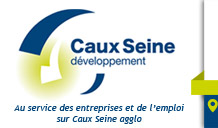 Caux Seine
développement
Au service des entreprises et de l'emploi
sur Caux Seine agglo